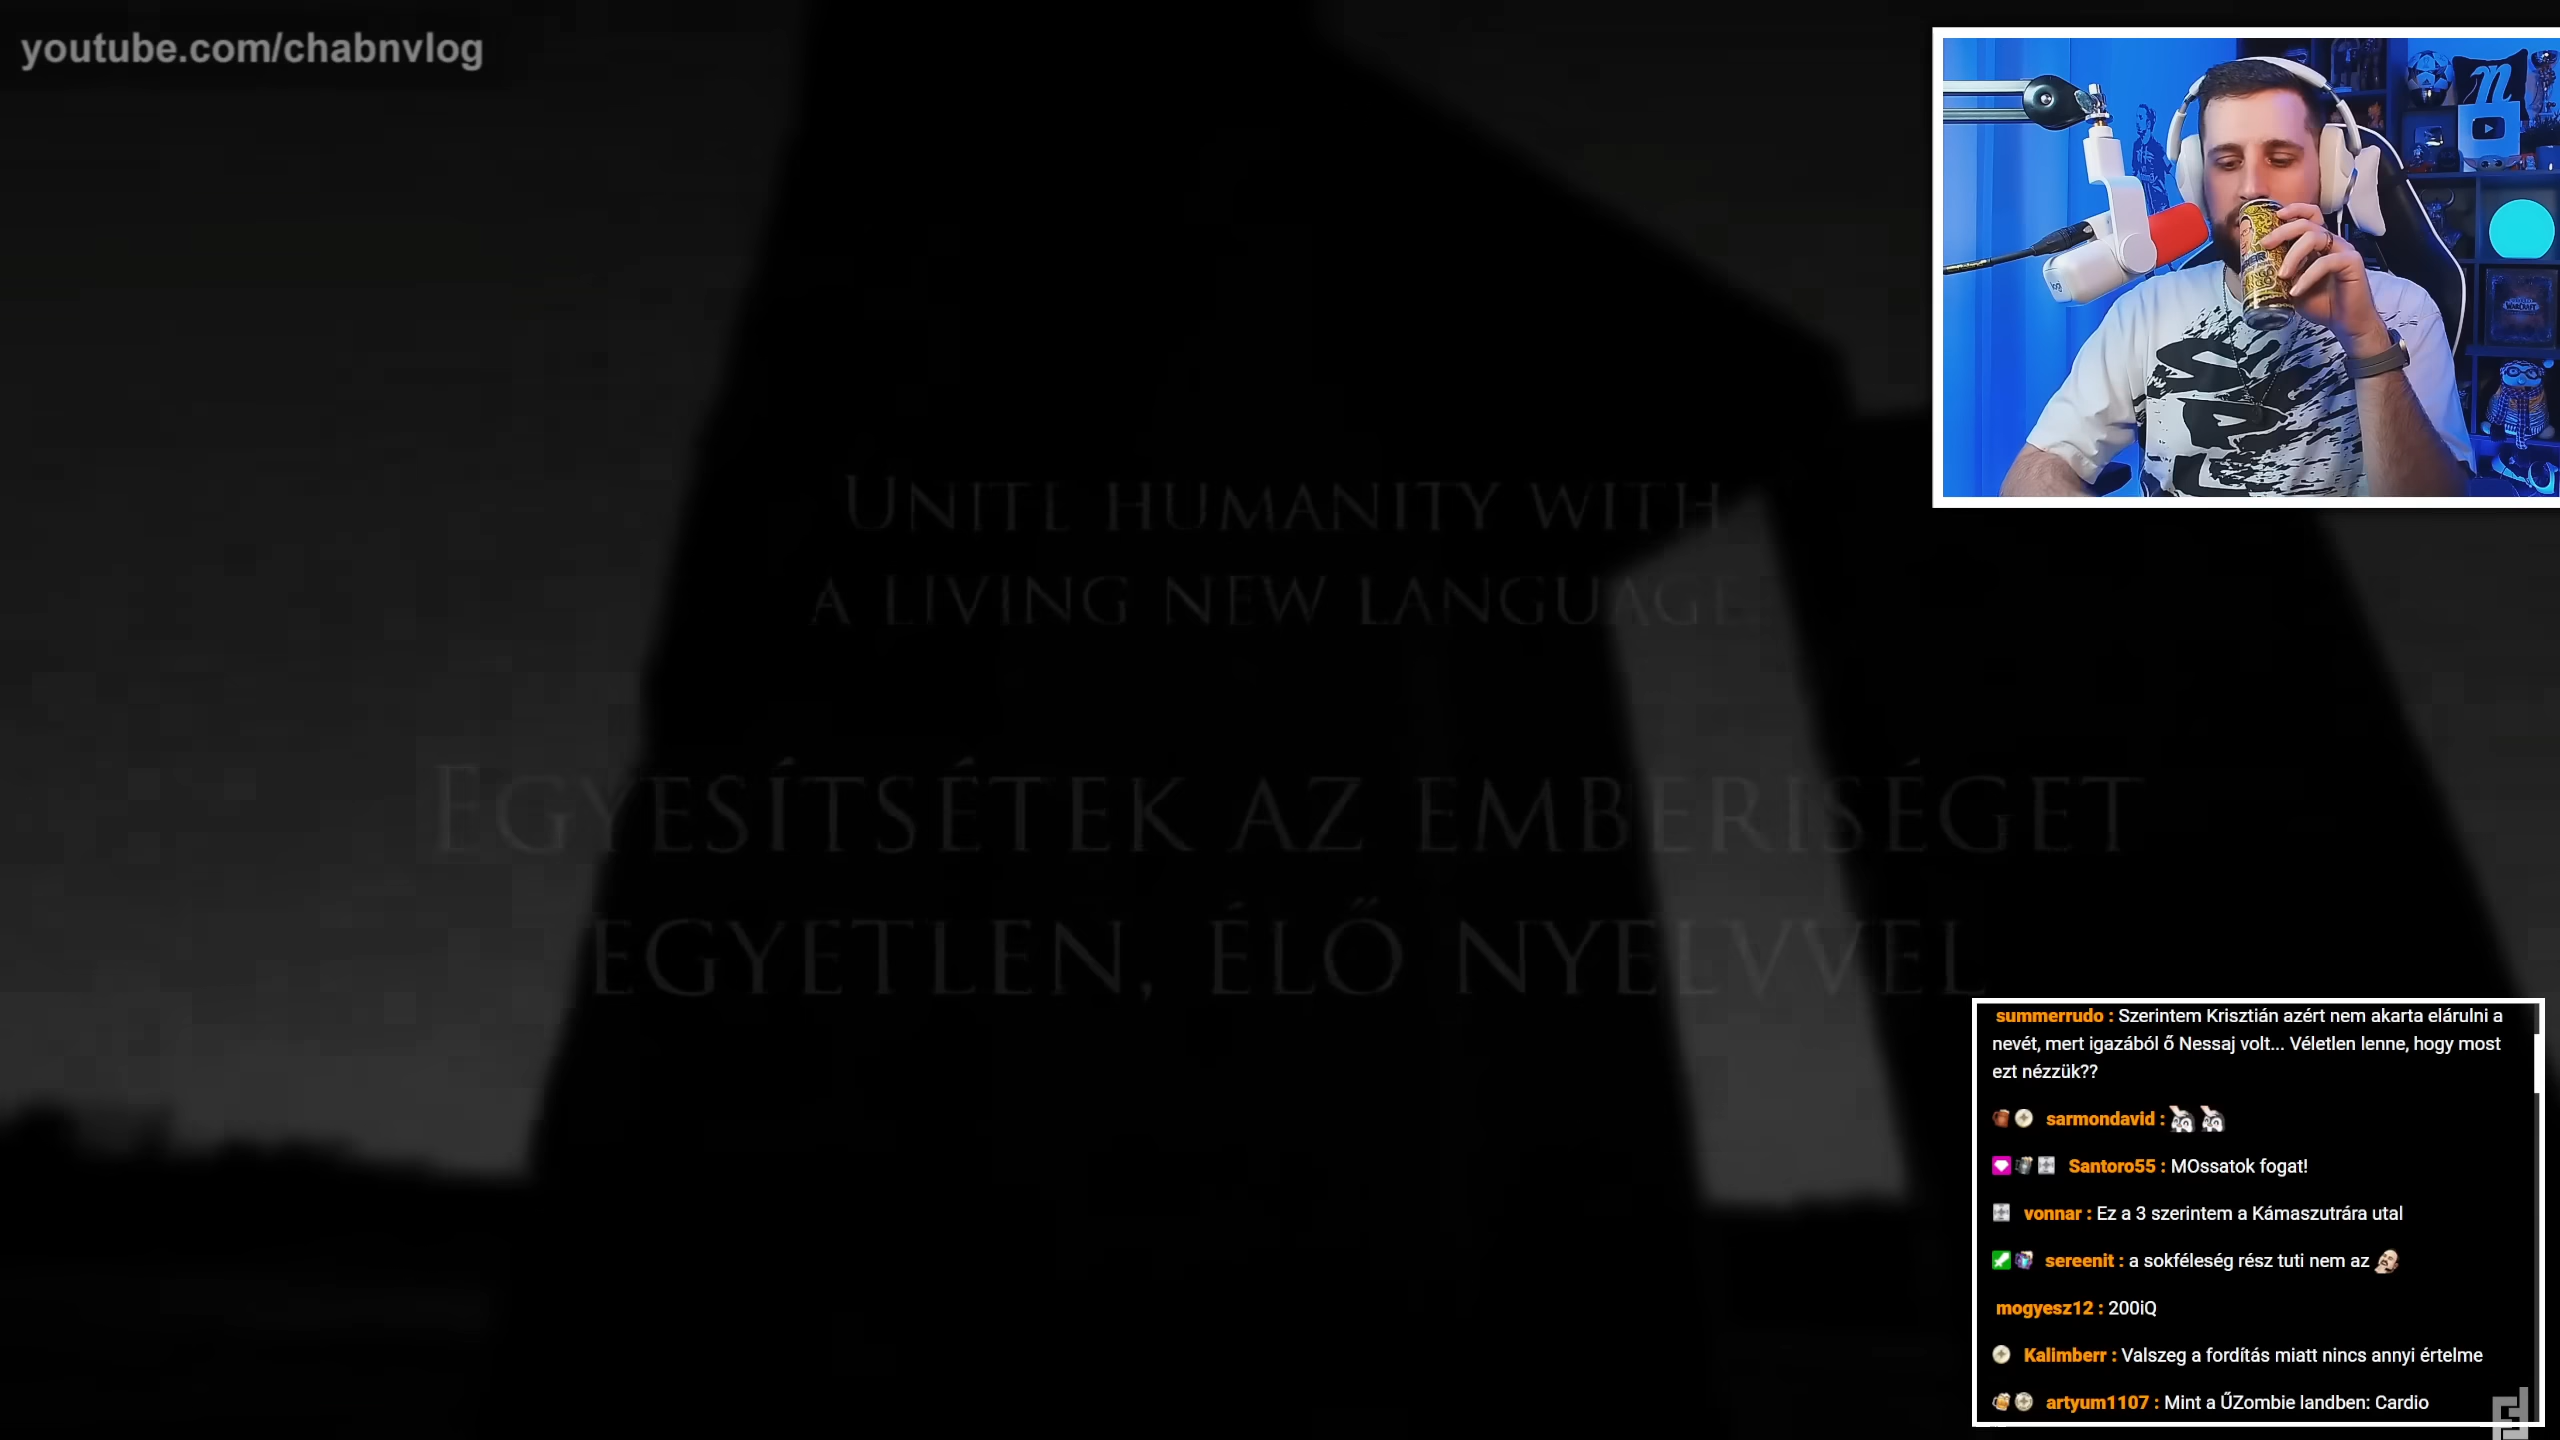 youtube.com/chabnvlog
Unite humanity with
a living new language
Egyesítsétek az emberiséget
egyetlen, élő nyelvvel
summerrudo : Szerintem Krisztián azért nem akarta elárulni a
nevét, mert igazából ő Nessaj volt... Véletlen lenne, hogy most
ezt nézzük??
sarmondavid :
Santoro55 : MOssatok fogat!
vonnar : Ez a 3 szerintem a Kámaszutrára utal
sereenit : a sokféleség rész tuti nem az
mogyesz12 : 200iQ
Kalimberr : Valszeg a fordítás miatt nincs annyi értelme
artyum1107 : Mint a ŰZombie landben: Cardio